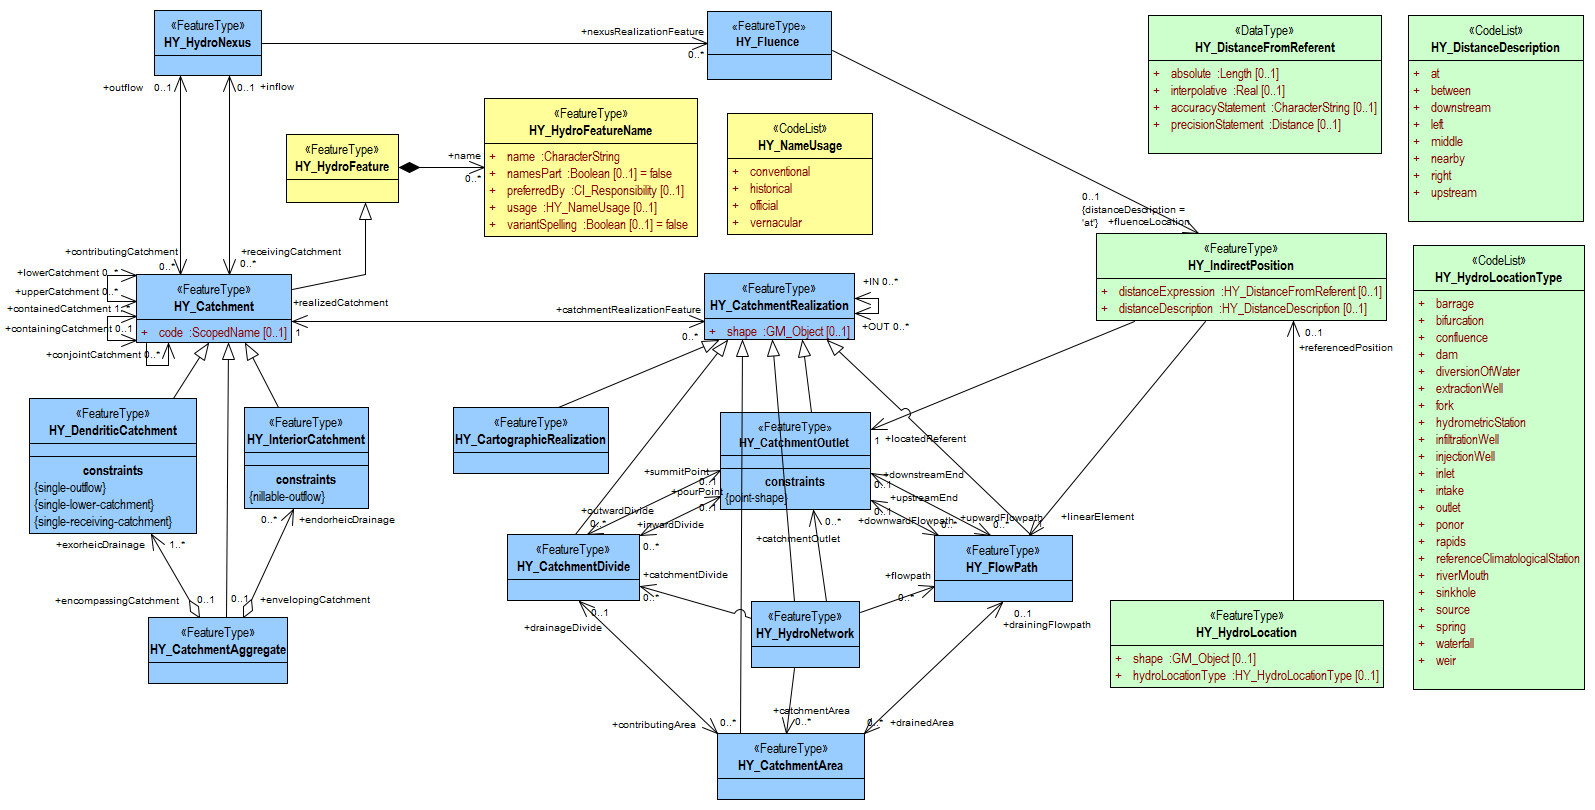 «FeatureType»
HY_HydroNexus
+nexusRealizationFeature
0..*
«FeatureType»
HY_Fluence
«DataType»
HY_DistanceFromReferent
+ absolute :Length [0..1]
+ interpolative :Real [0..1]
+ accuracyStatement :CharacterString [0..1]
+ precisionStatement :Distance [0..1]
«CodeList»
HY_DistanceDescription
+ at
+ between
+ downstream
+ left
+ middle
+ nearby
+ right
+ upstream
+outflow 0..1
0..1 +inflow
«FeatureType»
HY_HydroFeature
+name
0..*
«FeatureType»
HY_HydroFeatureName
+ name :CharacterString
+ namesPart :Boolean [0..1] = false
+ preferredBy :CI_Responsibility [0..1]
+ usage :HY_NameUsage [0..1]
+ variantSpelling :Boolean [0..1] = false
«CodeList»
HY_NameUsage
+ conventional
+ historical
+ official
+ vernacular
0..1
{distanceDescription =
'at'} +fluenceLocation
+contributingCatchment
0..*
+receivingCatchment
0..*
+lowerCatchment 0..*
+upperCatchment 0..*
+containedCatchment 1..*
+containingCatchment 0..1
+conjointCatchment 0..*
«FeatureType»
HY_Catchment
+ code :ScopedName [0..1]
+realizedCatchment
1
+catchmentRealizationFeature
0..*
«FeatureType»
HY_CatchmentRealization
+ shape :GM_Object [0..1]
+IN 0..*
+OUT 0..*
«FeatureType»
HY_IndirectPosition
+ distanceExpression :HY_DistanceFromReferent [0..1]
+ distanceDescription :HY_DistanceDescription [0..1]
0..1
+referencedPosition
«CodeList»
HY_HydroLocationType
+ barrage
+ bifurcation
+ confluence
+ dam
+ diversionOfWater
+ extractionWell
+ fork
+ hydrometricStation
+ infiltrationWell
+ injectionWell
+ inlet
+ intake
+ outlet
+ ponor
+ rapids
+ referenceClimatologicalStation
+ riverMouth
+ sinkhole
+ source
+ spring
+ waterfall
+ weir
«FeatureType»
HY_DendriticCatchment
constraints
{single-outflow}
{single-lower-catchment}
{single-receiving-catchment}
«FeatureType»
HY_InteriorCatchment
constraints
{nillable-outflow}
«FeatureType»
HY_CartographicRealization
«FeatureType»
HY_CatchmentOutlet
constraints
{point-shape}
1 +locatedReferent
+summitPoint
0..1
+pourPoint
0..1
+outwardDivide
0..*
+inwardDivide
0..*
+downstreamEnd
0..1
+upstreamEnd
0..1
+downwardFlowpath
0..*
+upwardFlowpath
0..*
+linearElement
1
0..* +endorheicDrainage
+exorheicDrainage 1..*
«FeatureType»
HY_CatchmentDivide
0..*
+catchmentOutlet
«FeatureType»
HY_FlowPath
+catchmentDivide
0..*
+flowpath
0..*
+encompassingCatchment 0..1
0..1 +envelopingCatchment
«FeatureType»
HY_CatchmentAggregate
0..1
+drainageDivide
«FeatureType»
HY_HydroNetwork
0..1
+drainingFlowpath
«FeatureType»
HY_HydroLocation
+ shape :GM_Object [0..1]
+ hydroLocationType :HY_HydroLocationType [0..1]
+contributingArea 0..*
+catchmentArea
0..*
0..* +drainedArea
«FeatureType»
HY_CatchmentArea